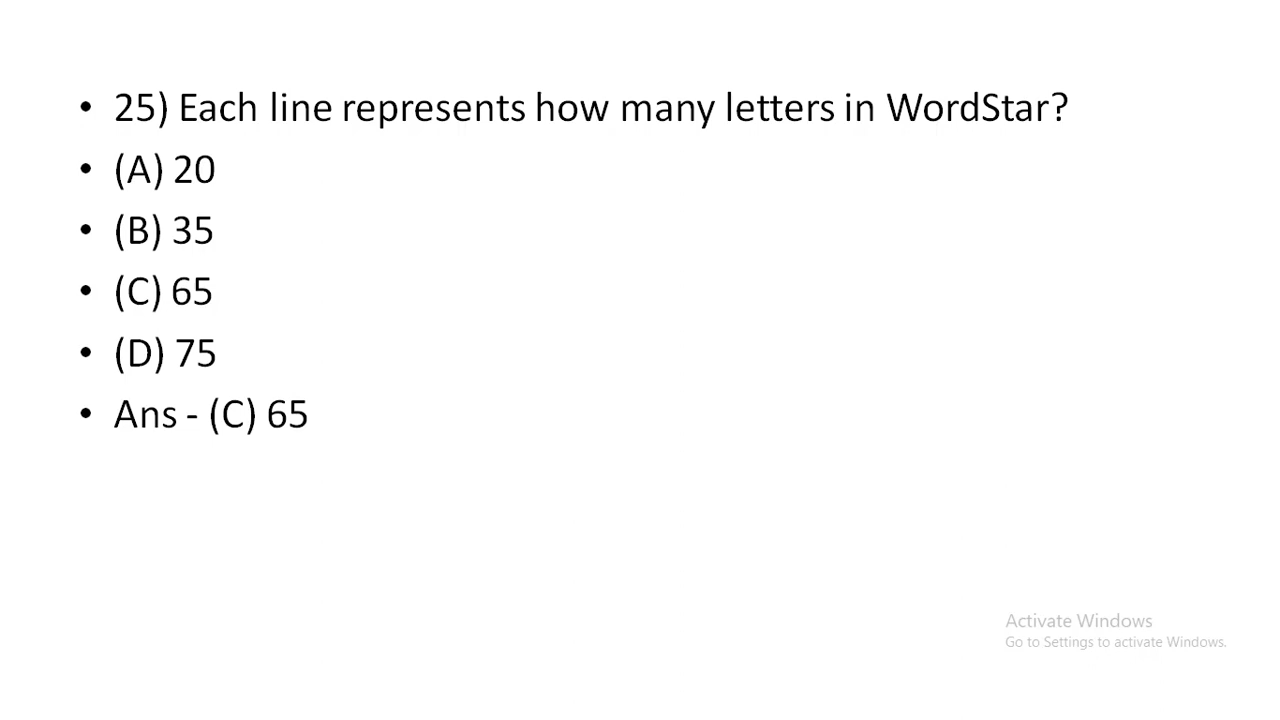 • 25) Each line represents how many letters in WordStar?
• (A) 20
• (B) 35
• (C) 65
• (D) 75
• Ans - (C) 65
Activate Windows
Go to Settings to activate Windows.